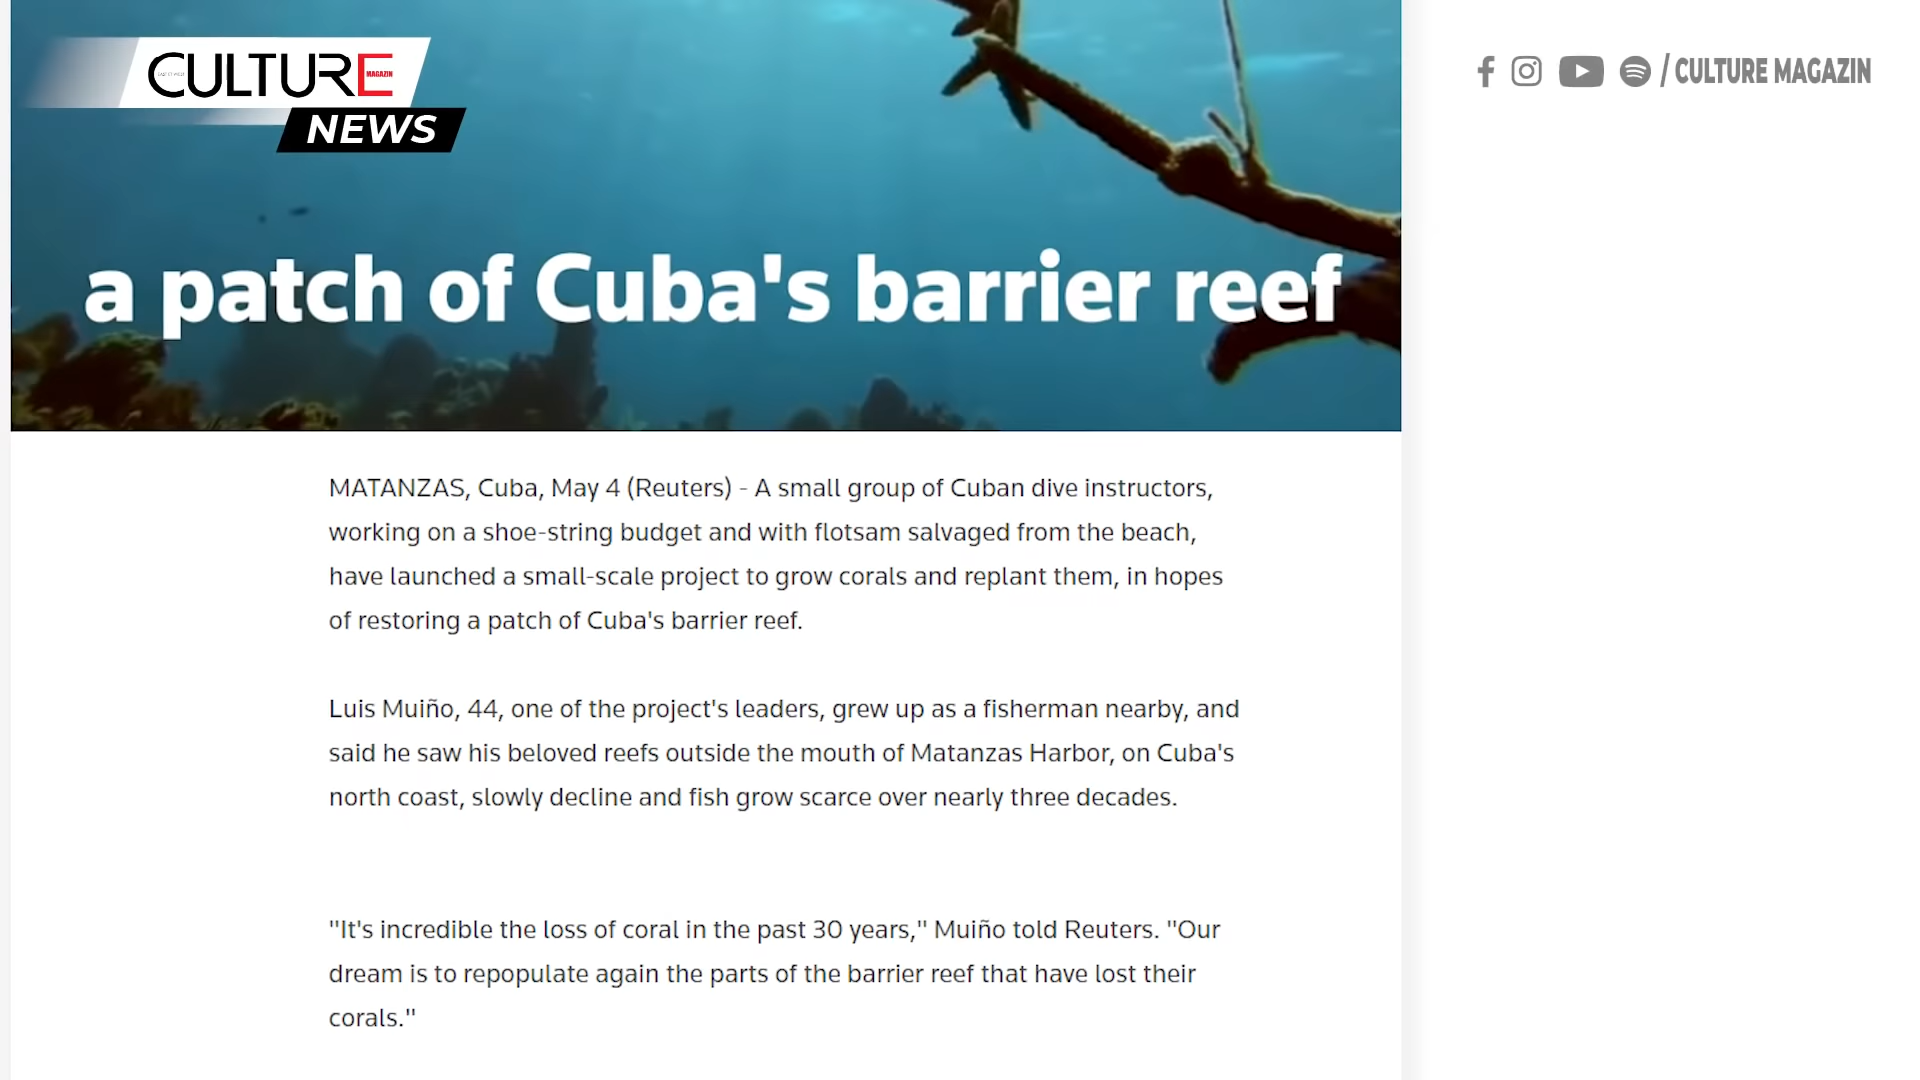 CULTURE
MAGAZIN
NEWS
/ CULTURE MAGAZIN
a patch of Cuba's barrier reef
MATANZAS, Cuba, May 4 (Reuters) - A small group of Cuban dive instructors,
working on a shoe-string budget and with flotsam salvaged from the beach,
have launched a small-scale project to grow corals and replant them, in hopes
of restoring a patch of Cuba's barrier reef.
Luis Muiño, 44, one of the project's leaders, grew up as a fisherman nearby, and
said he saw his beloved reefs outside the mouth of Matanzas Harbor, on Cuba's
north coast, slowly decline and fish grow scarce over nearly three decades.
"It's incredible the loss of coral in the past 30 years," Muiño told Reuters. "Our
dream is to repopulate again the parts of the barrier reef that have lost their
corals."